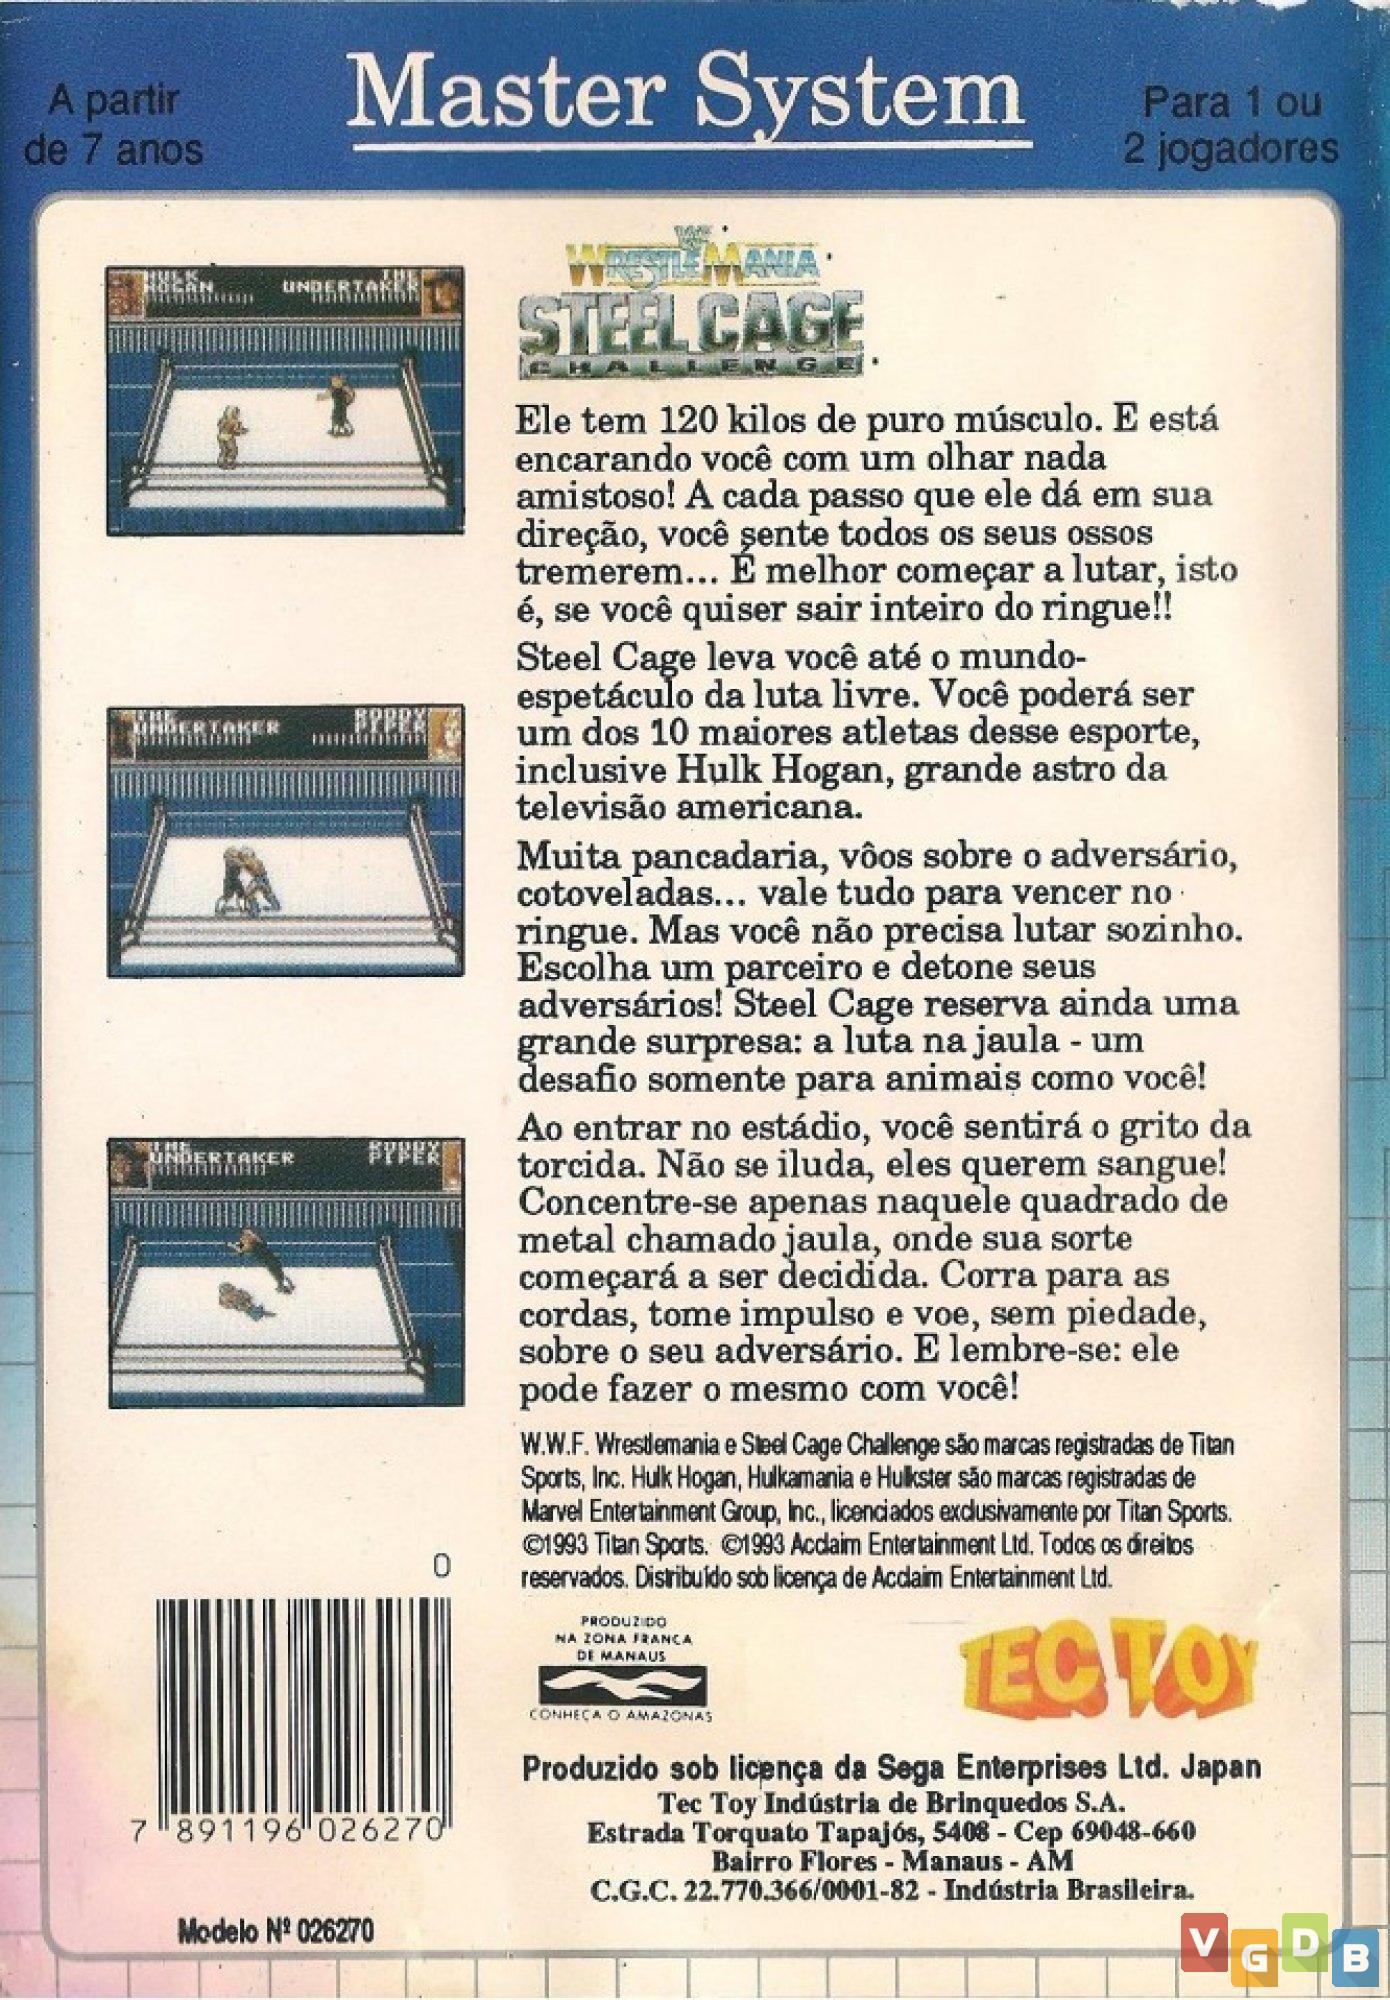 A partir
de 7 anos
Master System
Para 1 ou
2 jogadores
WRESTLEMANIA
STEEL CAGE
CHALLENGE
HULK
HOGAN
THE
UNDERTAKER
THE
UNDERTAKER
RODDY
PIPER
THE
UNDERTAKER
RODDY
PIPER
Ele tem 120 kilos de puro músculo. E está
encarando você com um olhar nada
amistoso! A cada passo que ele dá em sua
direção, você sente todos os seus ossos
tremerem... É melhor começar a lutar, isto
é, se você quiser sair inteiro do ringue!!
Steel Cage leva você até o mundo-
espetáculo da luta livre. Você poderá ser
um dos 10 maiores atletas desse esporte,
inclusive Hulk Hogan, grande astro da
televisão americana.
Muita pancadaria, vôos sobre o adversário,
cotoveladas... vale tudo para vencer no
ringue. Mas você não precisa lutar sozinho.
Escolha um parceiro e detone seus
adversários! Steel Cage reserva ainda uma
grande surpresa: a luta na jaula - um
desafio somente para animais como você!
Ao entrar no estádio, você sentirá o grito da
torcida. Não se iluda, eles querem sangue!
Concentre-se apenas naquele quadrado de
metal chamado jaula, onde sua sorte
começará a ser decidida. Corra para as
cordas, tome impulso e voe, sem piedade,
sobre o seu adversário. E lembre-se: ele
pode fazer o mesmo com você!
W.W.F. Wrestlemania e Steel Cage Challenge são marcas registradas de Titan
Sports, Inc. Hulk Hogan, Hulkamania e Hulkster são marcas registradas de
Marvel Entertainment Group, Inc., licenciados exclusivamente por Titan Sports.
©1993 Titan Sports. ©1993 Acclaim Entertainment Ltd. Todos os direitos
reservados. Distribuído sob licença de Acclaim Entertainment Ltd.
0
7 891196 026270
Modelo Nº 026270
PRODUZIDO
NA ZONA FRANCA
DE MANAUS
CONHEÇA O AMAZONAS
TEC TOY
Produzido sob licença da Sega Enterprises Ltd. Japan
Tec Toy Indústria de Brinquedos S.A.
Estrada Torquato Tapajós, 5408 - Cep 69048-660
Bairro Flores - Manaus - AM
C.G.C. 22.770.366/0001-82 - Indústria Brasileira.
VGDB